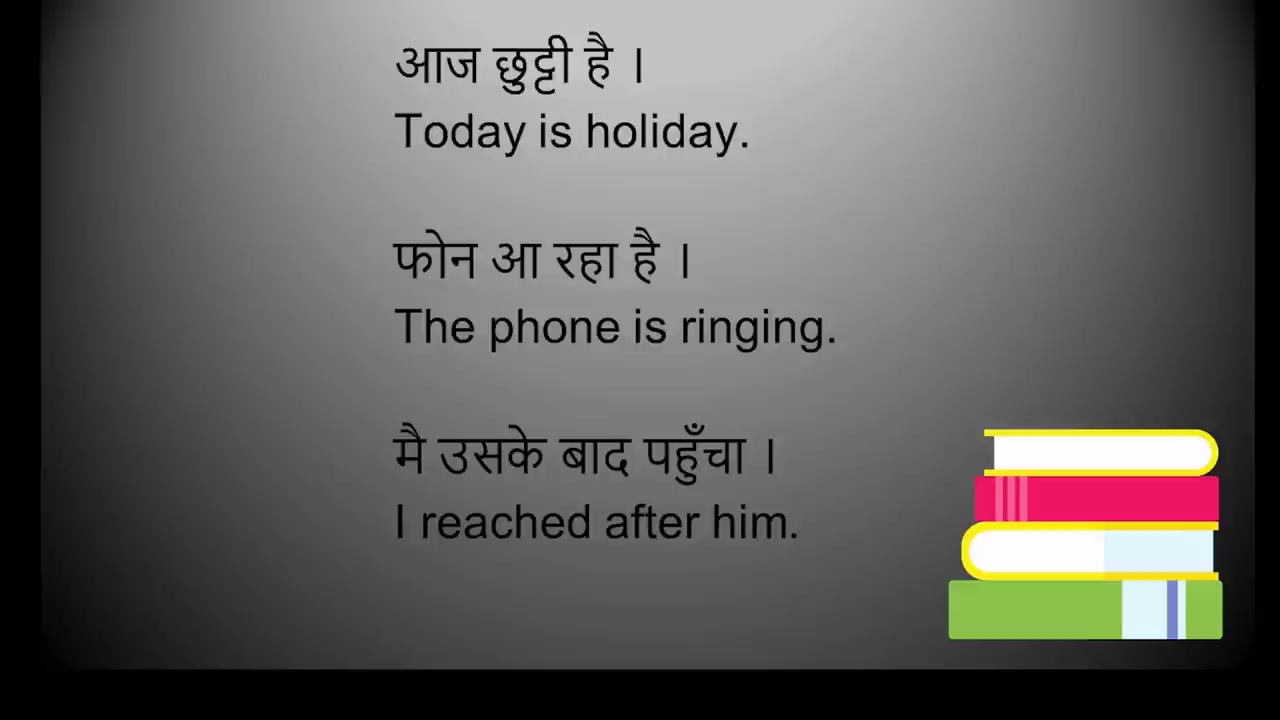 आज छुट्टी है ।
Today is holiday.
फोन आ रहा है ।
The phone is ringing.
मै उसके बाद पहुँचा ।
I reached after him.